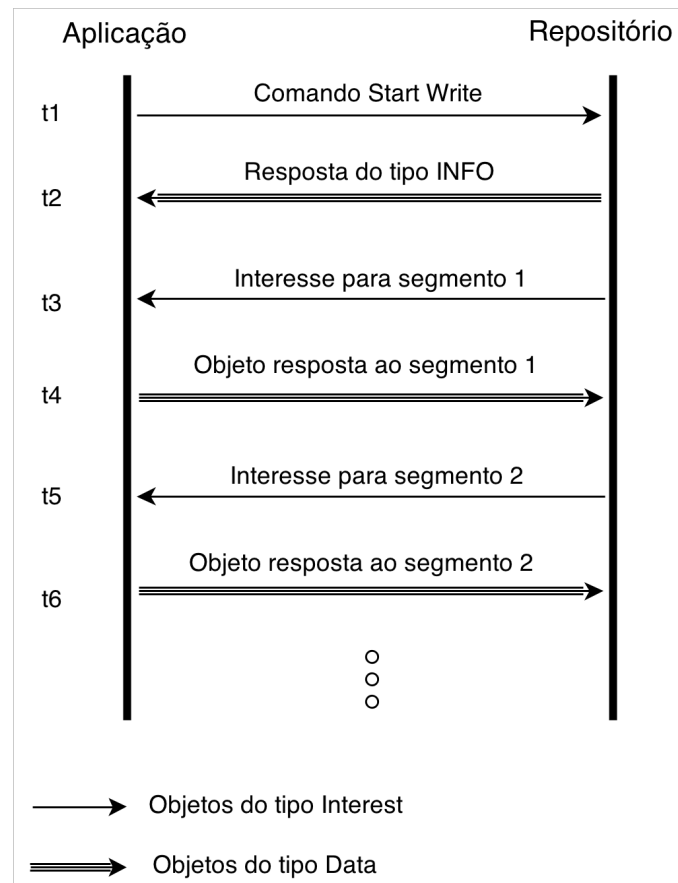 Aplicação
Repositório
t1
Comando Start Write
t2
Resposta do tipo INFO
t3
Interesse para segmento 1
t4
Objeto resposta ao segmento 1
t5
Interesse para segmento 2
t6
Objeto resposta ao segmento 2
Objetos do tipo Interest
Objetos do tipo Data